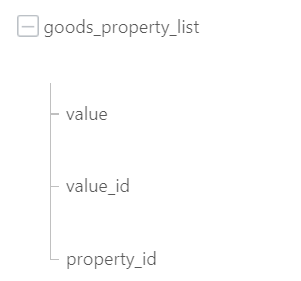 goods_property_list
value
value_id
property_id